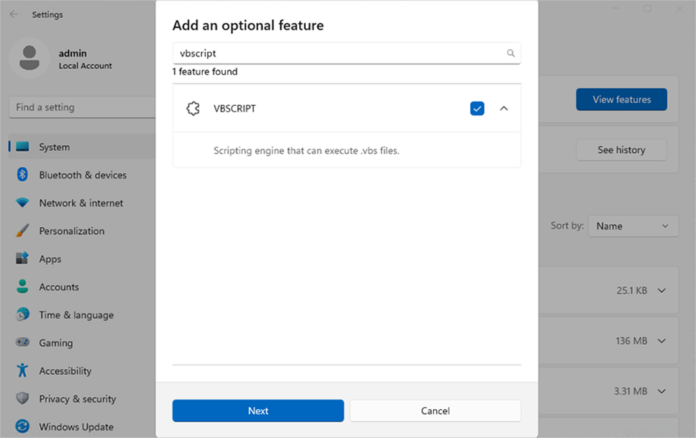 Settings
admin
Local Account
Find a setting
System
Bluetooth & devices
Network & internet
Personalization
Apps
Accounts
Time & language
Gaming
Accessibility
Privacy & security
Windows Update
Add an optional feature
vbscript
1 feature found
VBSCRIPT
Scripting engine that can execute .vbs files.
Next
Cancel
View features
See history
Sort by:
Name
25.1 KB
136 MB
3.31 MB